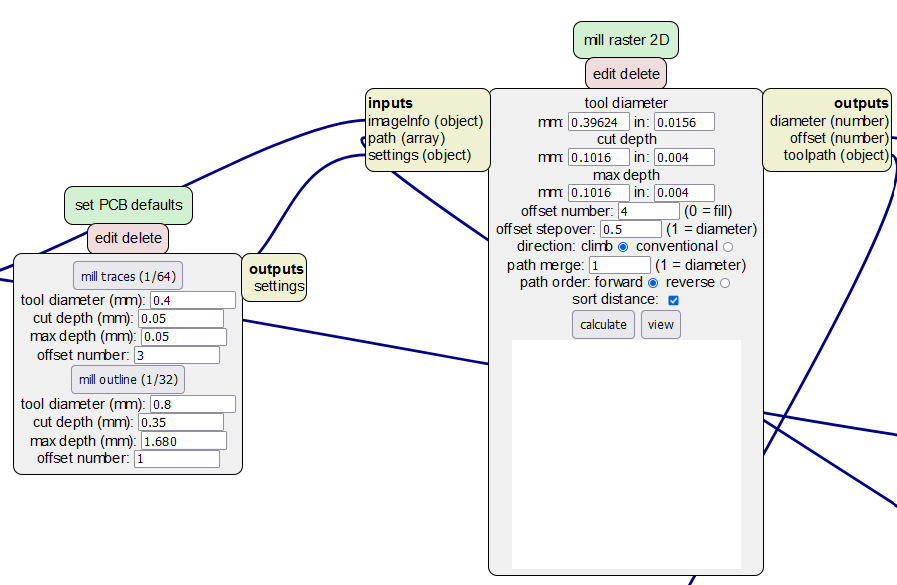 mill raster 2D
edit delete
inputs
imageInfo (object)
path (array)
settings (object)
tool diameter
mm: 0.39624 in: 0.0156
cut depth
mm: 0.1016 in: 0.004
max depth
mm: 0.1016 in: 0.004
offset number: 4 (0 = fill)
offset stepover: 0.5 (1 = diameter)
direction: climb conventional
path merge: 1 (1 = diameter)
path order: forward reverse
sort distance:
calculate view
outputs
diameter (number)
offset (number)
toolpath (object)
set PCB defaults
edit delete
mill traces (1/64)
tool diameter (mm): 0.4
cut depth (mm): 0.05
max depth (mm): 0.05
offset number: 3
mill outline (1/32)
tool diameter (mm): 0.8
cut depth (mm): 0.35
max depth (mm): 1.680
offset number: 1
outputs
settings